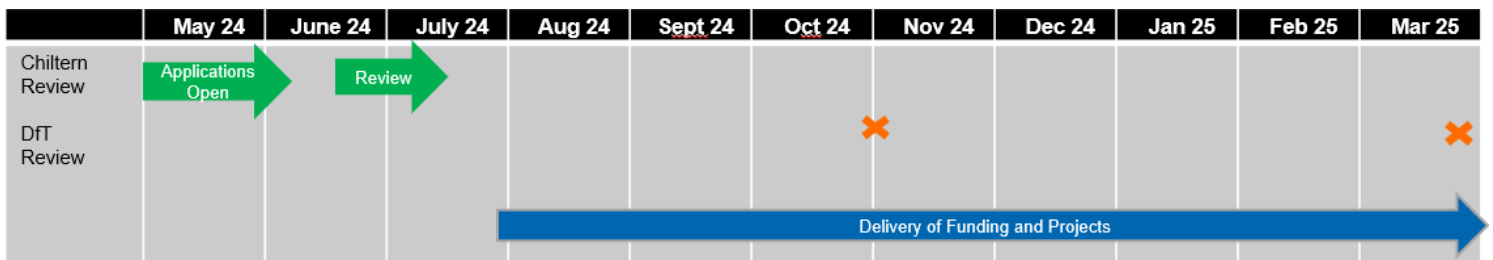 May 24 June 24 July 24 Aug 24 Sept 24 Oct 24 Nov 24 Dec 24 Jan 25 Feb 25 Mar 25
Chiltern
Review
Applications
Open
Review
DfT
Review
Delivery of Funding and Projects